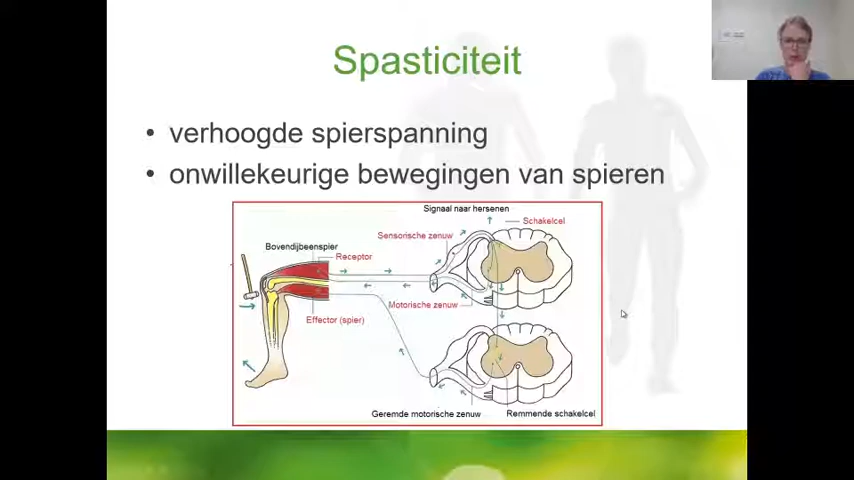 Spasticiteit
• verhoogde spierspanning
• onwillekeurige bewegingen van spieren
Signaal naar hersenen
Schakelcel
Sensorische zenuw
Bovendijbeenspier
Receptor
Motorische zenuw
Effector (spier)
Geremde motorische zenuw
Remmende schakelcel